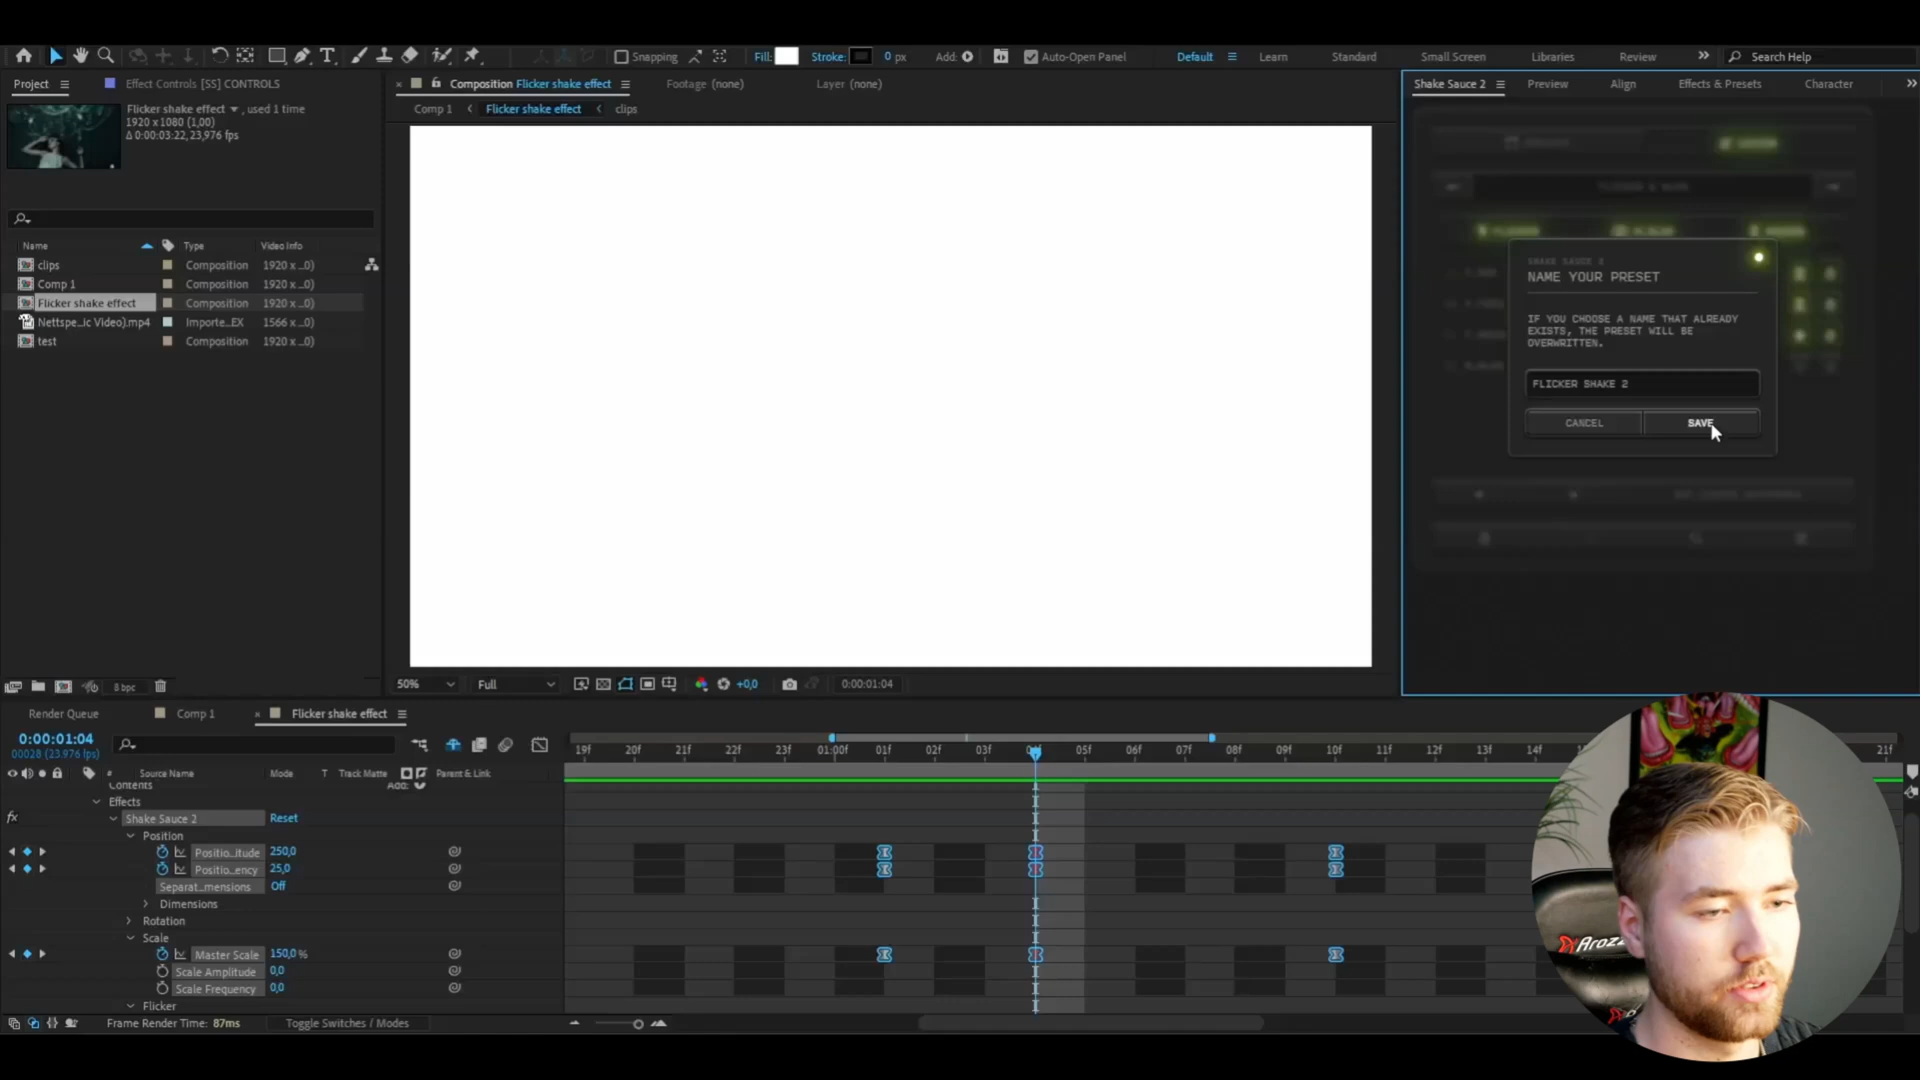 Snapping
Fill:
Stroke:
0 px
Add:
Auto-Open Panel
Default
Learn
Standard
Small Screen
Libraries
Review
Search Help
Project
Effect Controls [SS] CONTROLS
Composition Flicker shake effect
Footage (none)
Layer (none)
Shake Sauce 2
Preview
Align
Effects & Presets
Character
Flicker shake effect , used 1 time
1920 x 1080 (1,00)
Δ 0:00:03:22, 23,976 fps
Comp 1
Flicker shake effect
clips
Name
Type
Video Info
clips Composition 1920 x ...0)
Comp 1 Composition 1920 x ...0)
Flicker shake effect Composition 1920 x ...0)
Nettspe...ic Video).mp4 Importe...EX 1566 x ...0)
test Composition 1920 x ...0)
SHAKE SAUCE 2
NAME YOUR PRESET
IF YOU CHOOSE A NAME THAT ALREADY
EXISTS, THE PRESET WILL BE
OVERWRITTEN.
FLICKER SHAKE 2
CANCEL
SAVE
8 bpc
50%
Full
+0,0
0:00:01:04
Render Queue
Comp 1
Flicker shake effect
0:00:01:04
00028 (23.976 fps)
19f 20f 21f 22f 23f 01:00f 01f 02f 03f 05f 06f 07f 08f 09f 10f 11f 12f 13f 14f 21f
# Source Name Mode T Track Matte Parent & Link
Contents Add:
Effects
fx Shake Sauce 2 Reset
Position
Positio...itude 250,0
Positio...ency 25,0
Separat...mensions Off
Dimensions
Rotation
Scale
Master Scale 150,0 %
Scale Amplitude 0,0
Scale Frequency 0,0
Flicker
Frame Render Time: 87ms
Toggle Switches / Modes